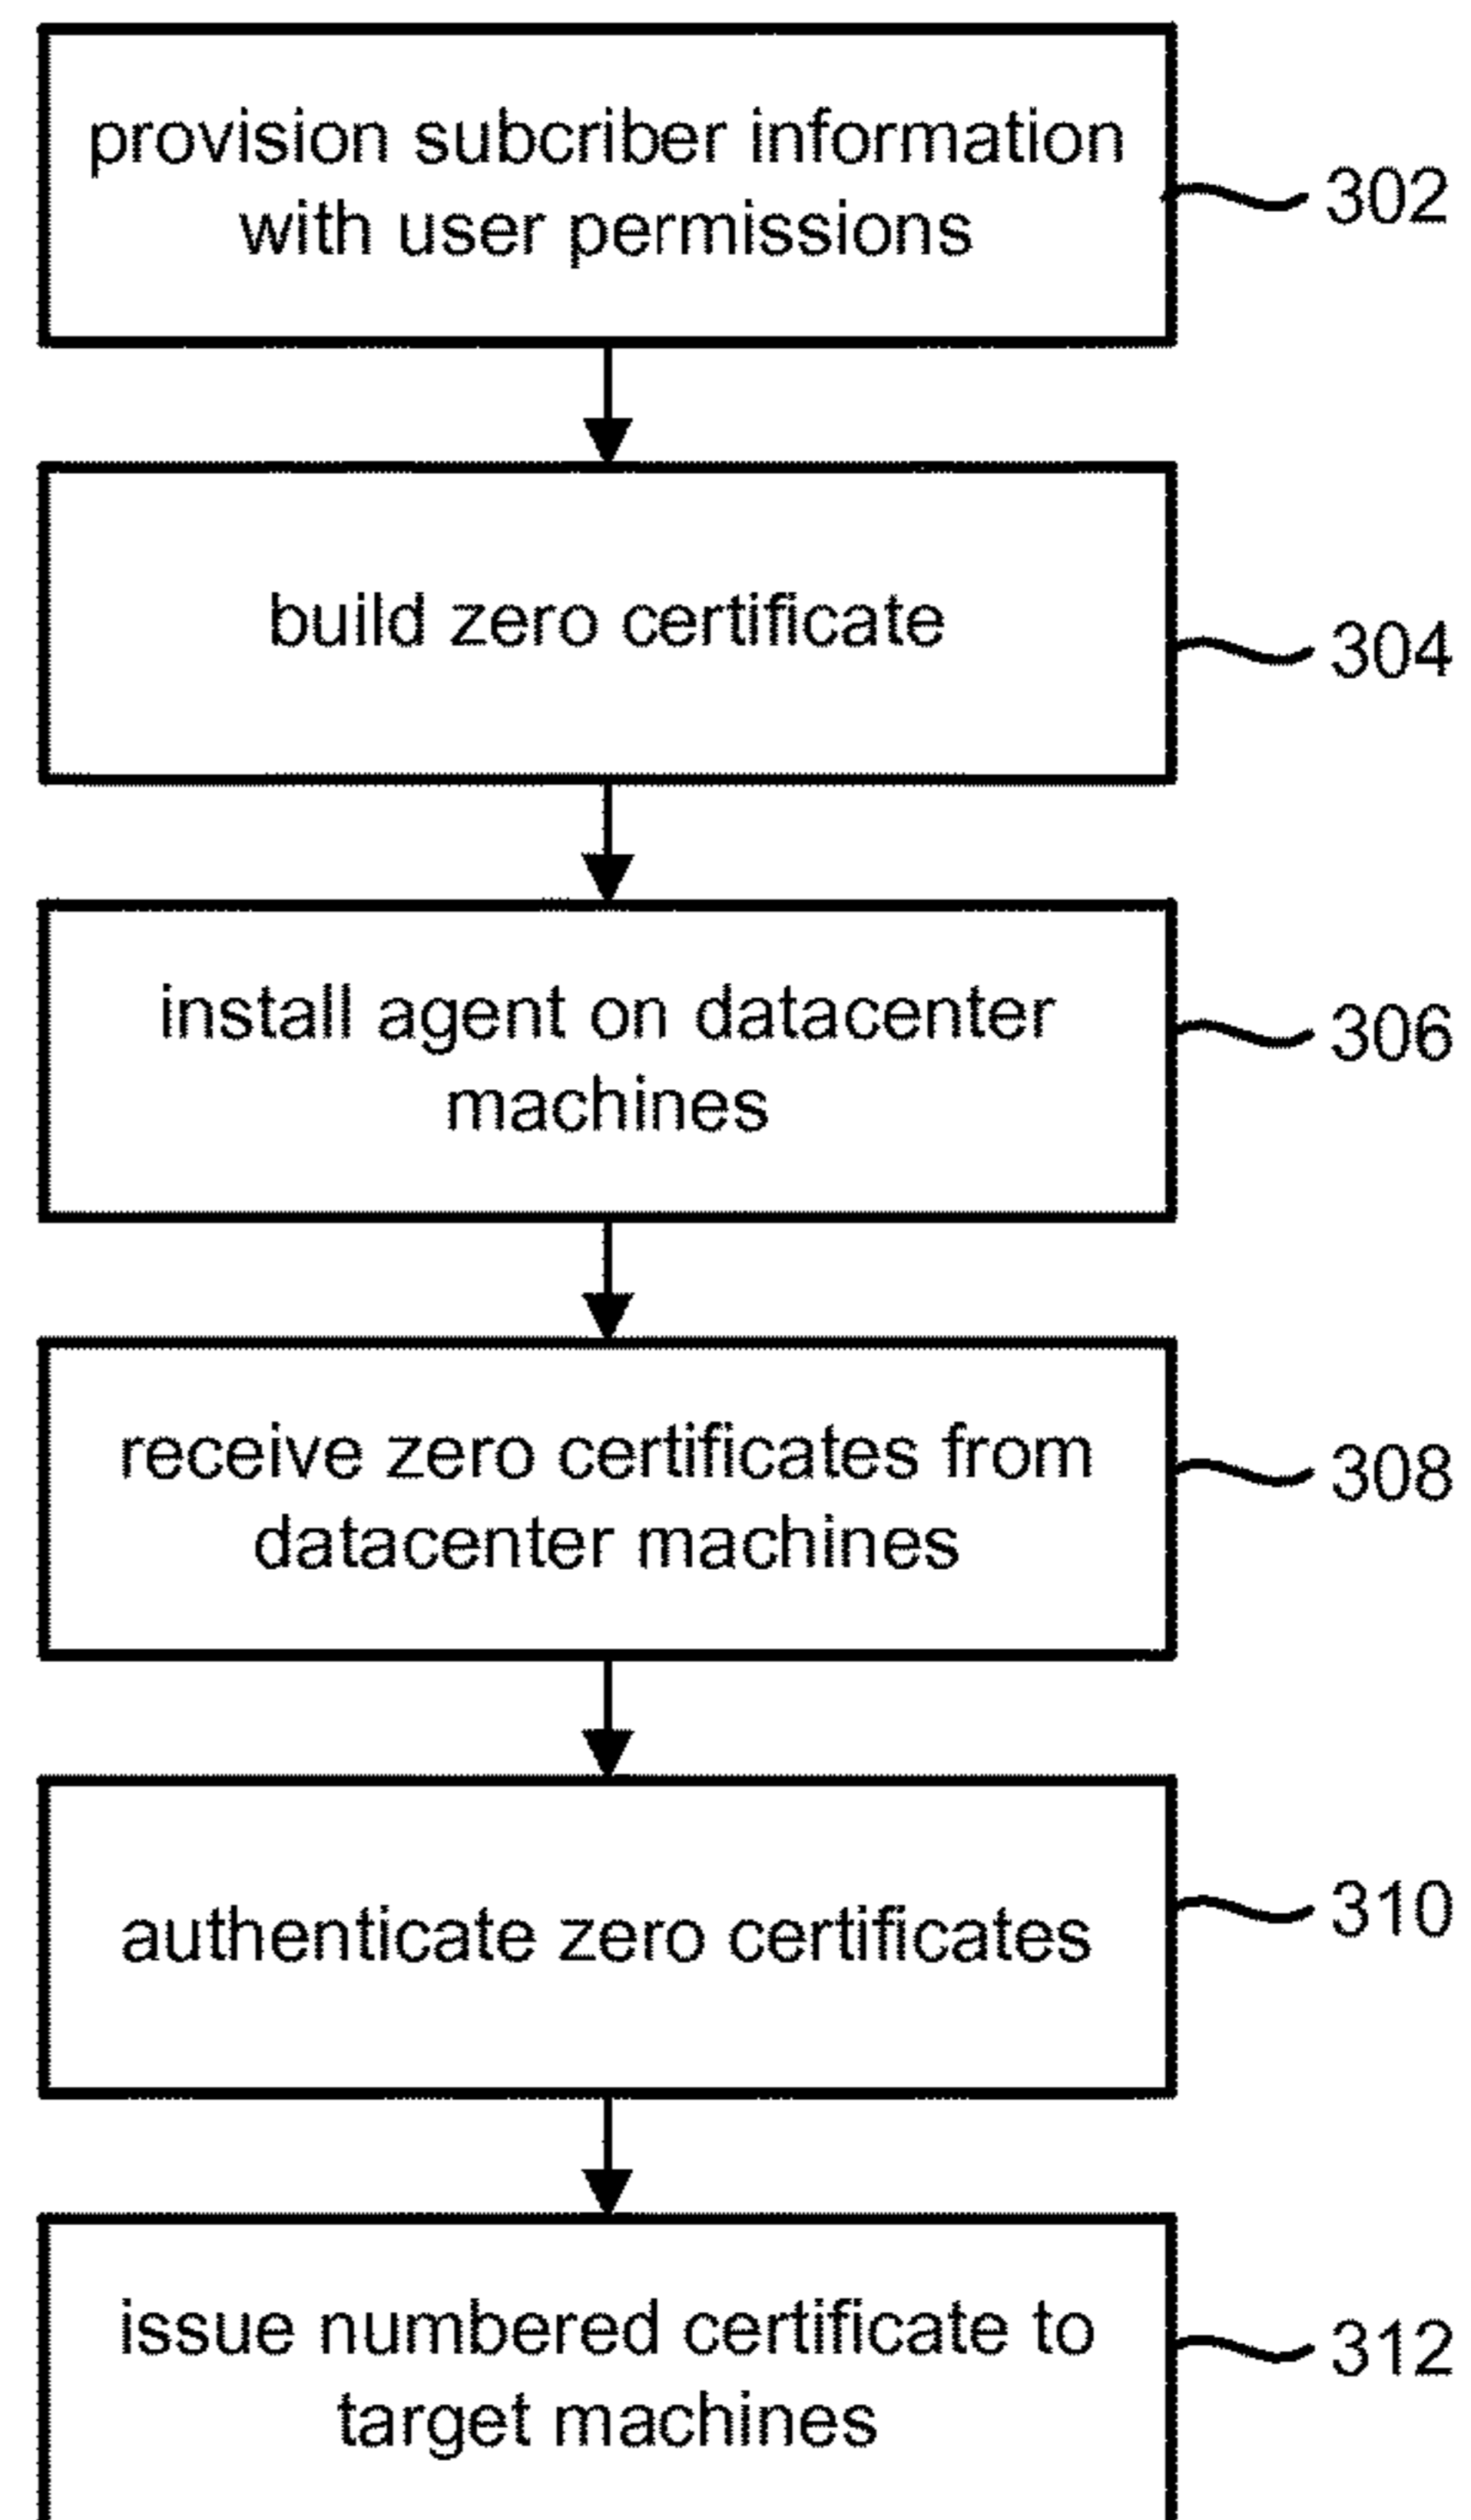 provision subcriber information
with user permissions
302
build zero certificate
304
install agent on datacenter
machines
306
receive zero certificates from
datacenter machines
308
authenticate zero certificates
310
issue numbered certificate to
target machines
312